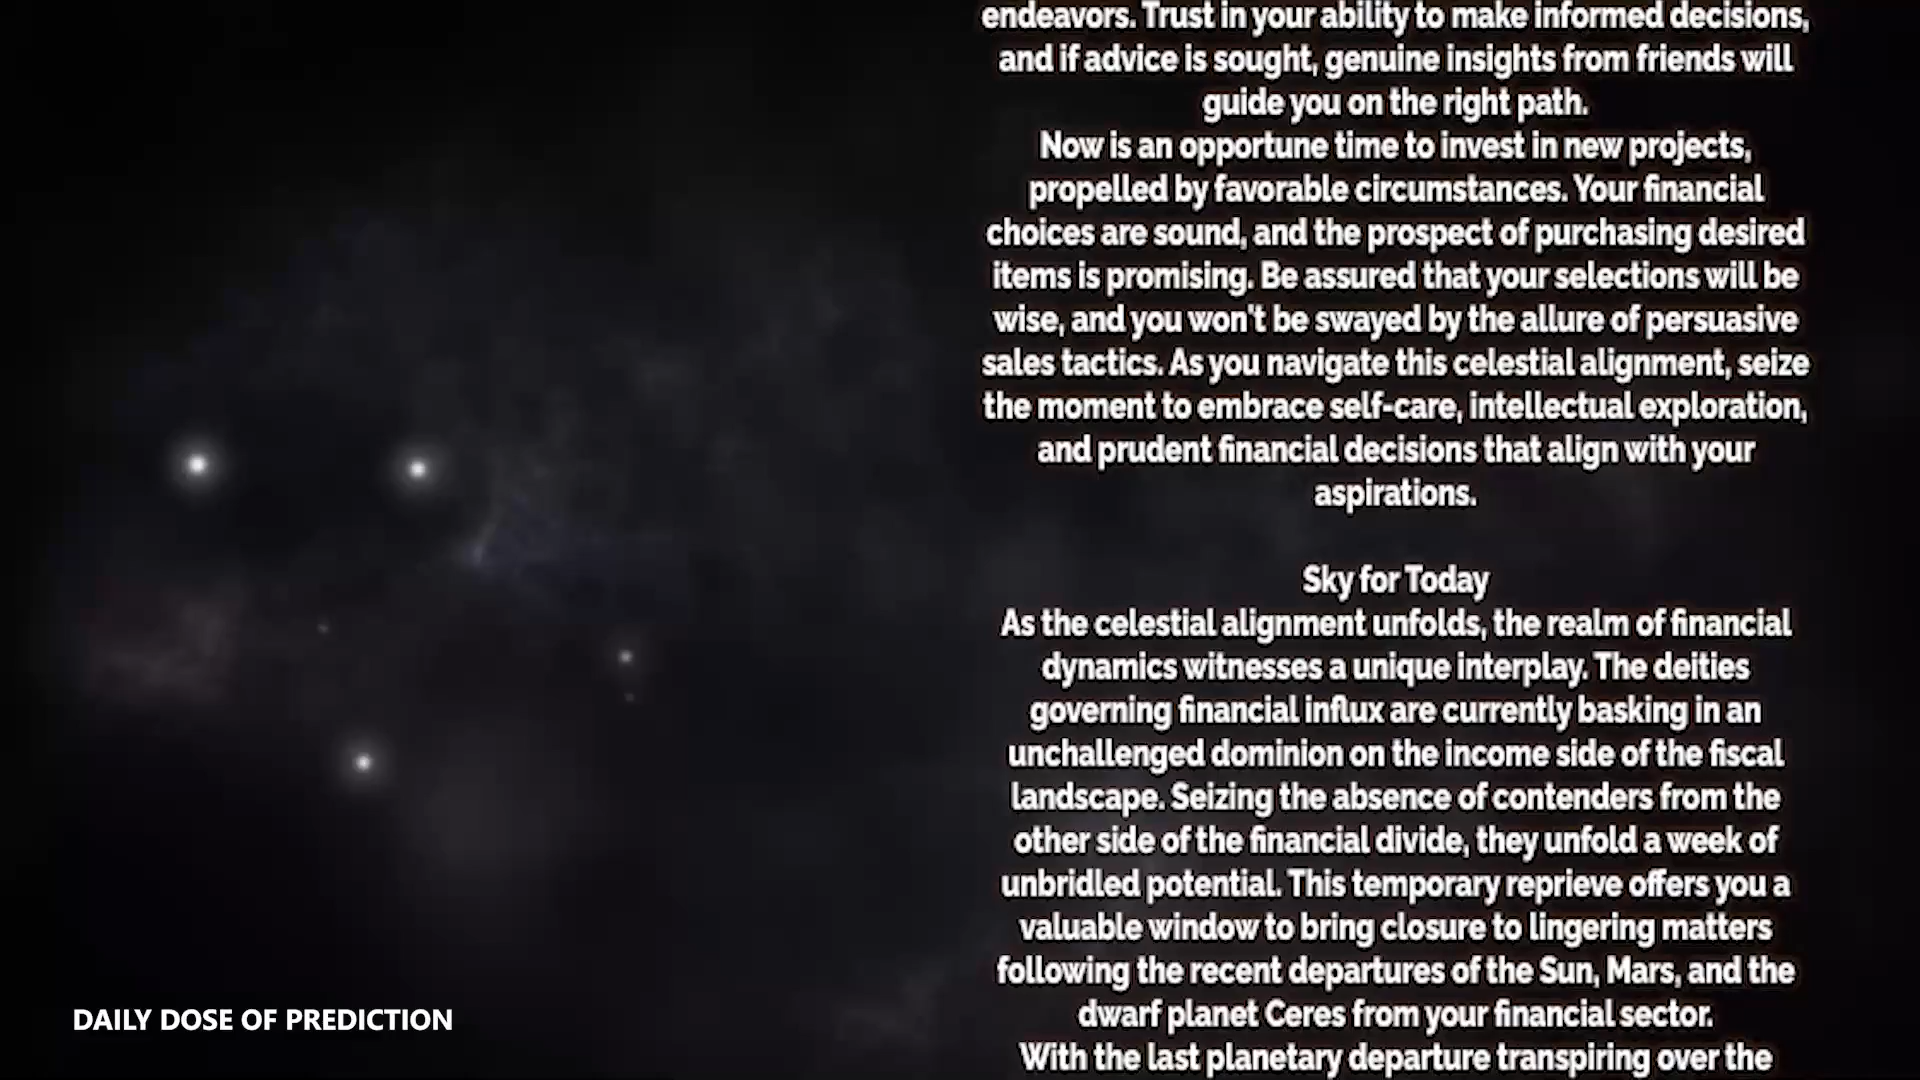 endeavors. Trust in your ability to make informed decisions,
and if advice is sought, genuine insights from friends will
guide you on the right path.
Now is an opportune time to invest in new projects,
propelled by favorable circumstances. Your financial
choices are sound, and the prospect of purchasing desired
items is promising. Be assured that your selections will be
wise, and you won't be swayed by the allure of persuasive
sales tactics. As you navigate this celestial alignment, seize
the moment to embrace self-care, intellectual exploration,
and prudent financial decisions that align with your
aspirations.
Sky for Today
As the celestial alignment unfolds, the realm of financial
dynamics witnesses a unique interplay. The deities
governing financial influx are currently basking in an
unchallenged dominion on the income side of the fiscal
landscape. Seizing the absence of contenders from the
other side of the financial divide, they unfold a week of
unbridled potential. This temporary reprieve offers you a
valuable window to bring closure to lingering matters
following the recent departures of the Sun, Mars, and the
dwarf planet Ceres from your financial sector.
With the last planetary departure transpiring over the
DAILY DOSE OF PREDICTION